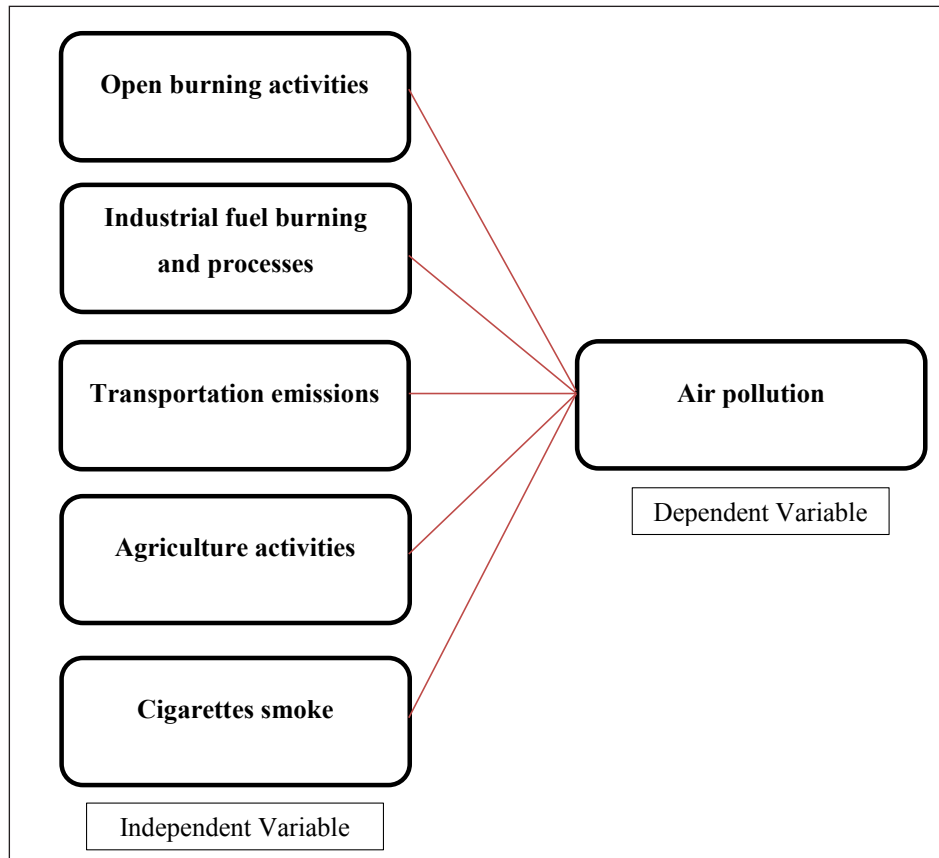 Open burning activities
Industrial fuel burning
and processes
Transportation emissions
Agriculture activities
Cigarettes smoke
Independent Variable
Air pollution
Dependent Variable